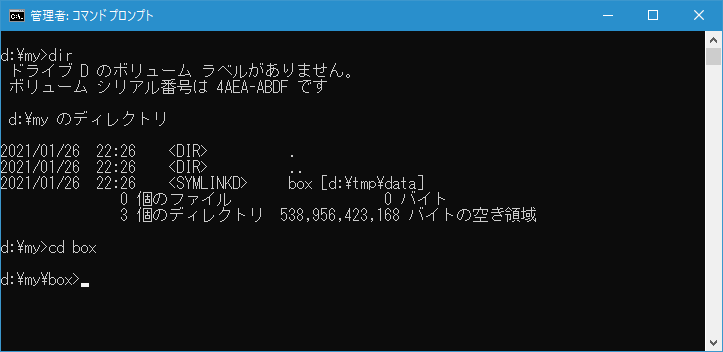 管理者: コマンドプロンプト
d:¥my>dir
ドライブ D のボリューム ラベルがありません。
ボリューム シリアル番号は 4AEA-ABDF です
d:¥my のディレクトリ
2021/01/26  22:26    <DIR>          .
2021/01/26  22:26    <DIR>          ..
2021/01/26  22:26    <SYMLINKD>     box [d:¥tmp¥data]
0 個のファイル                   0 バイト
3 個のディレクトリ  538,956,423,168 バイトの空き領域
d:¥my>cd box
d:¥my¥box>